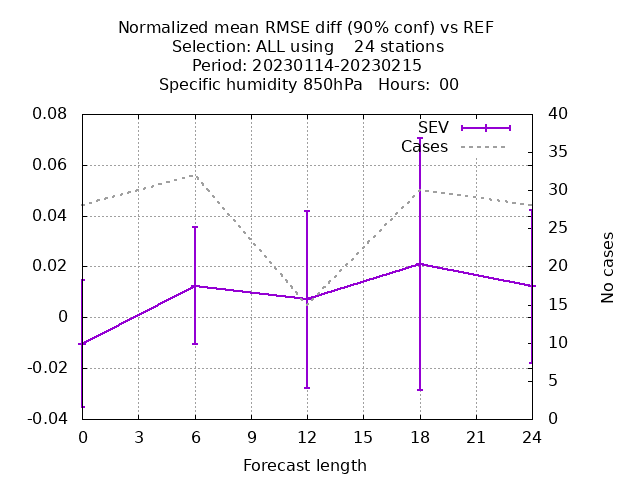 Normalized mean RMSE diff (90% conf) vs REF
Selection: ALL using 24 stations
Period: 20230114-20230215
Specific humidity 850hPa Hours: 00
SEV
Cases
0.08
0.06
0.04
0.02
0
-0.02
-0.04
40
35
30
25
20
15
10
5
0
No cases
0 3 6 9 12 15 18 21 24
Forecast length